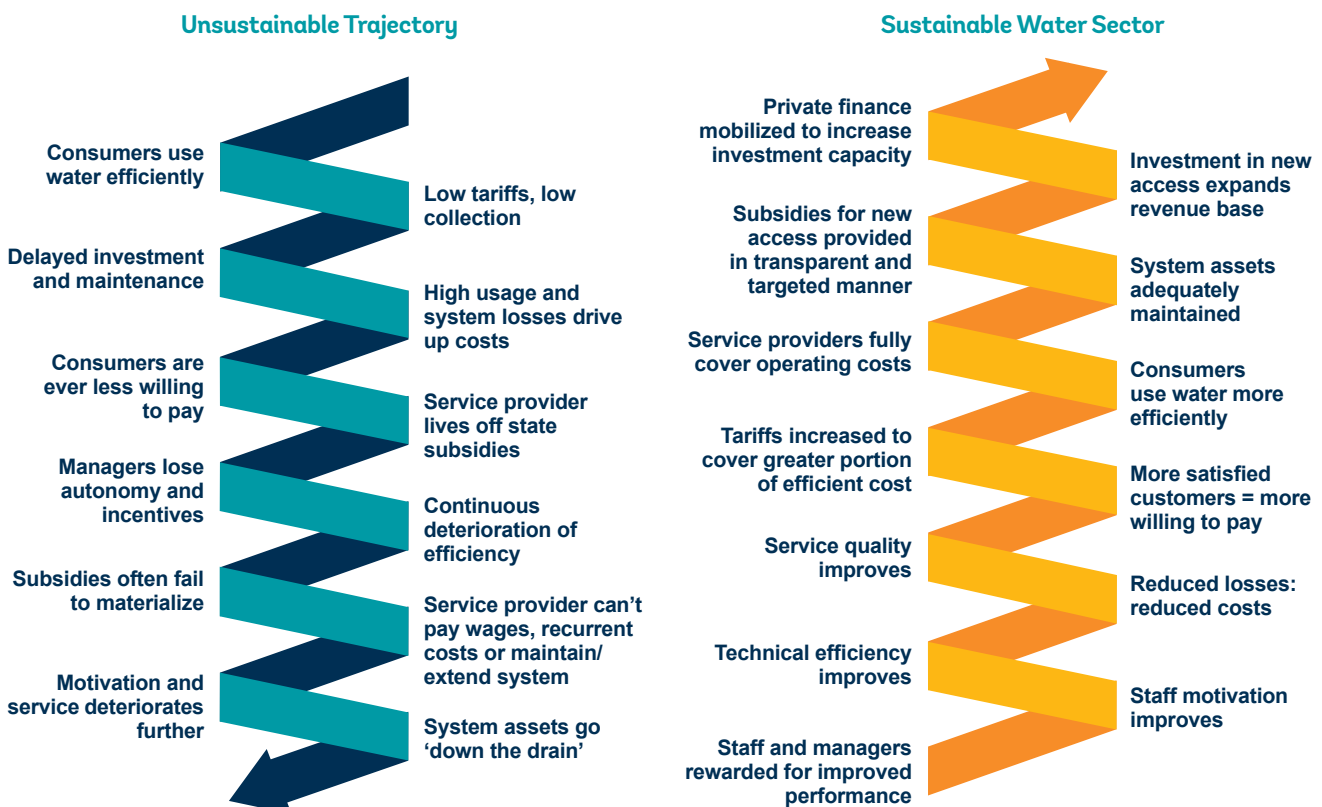 Unsustainable Trajectory
Consumers use
water efficiently
Low tariffs, low
collection
Delayed investment
and maintenance
High usage and
system losses drive
up costs
Consumers are
ever less willing
to pay
Service provider
lives off state
subsidies
Managers lose
autonomy and
incentives
Continuous
deterioration of
efficiency
Subsidies often fail
to materialize
Service provider can’t
pay wages, recurrent
costs or maintain/
extend system
Motivation and
service deteriorates
further
System assets go
‘down the drain’
Sustainable Water Sector
Private finance
mobilized to increase
investment capacity
Investment in new
access expands
revenue base
Subsidies for new
access provided
in transparent and
targeted manner
System assets
adequately
maintained
Service providers fully
cover operating costs
Consumers
use water more
efficiently
Tariffs increased to
cover greater portion
of efficient cost
More satisfied
customers = more
willing to pay
Service quality
improves
Reduced losses:
reduced costs
Technical efficiency
improves
Staff motivation
improves
Staff and managers
rewarded for improved
performance